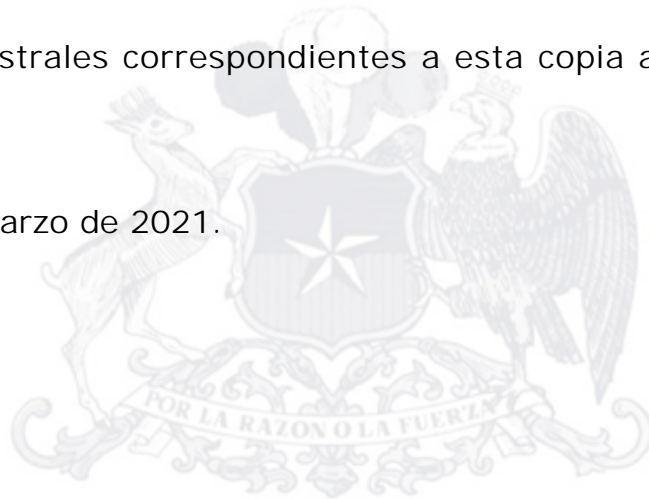 strales correspondientes a esta copia a
arzo de 2021.
POR LA RAZON O LA FUERZA